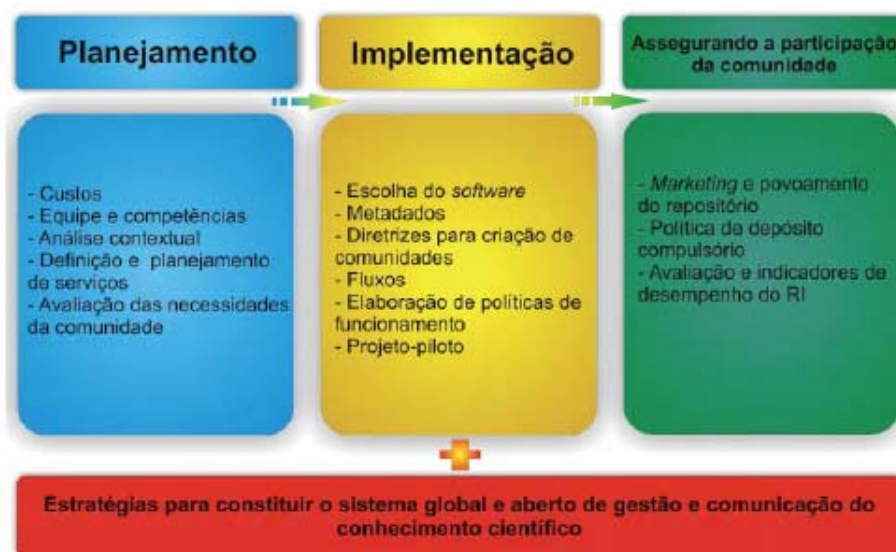 Planejamento
Implementação
Assegurando a participação
da comunidade
- Custos
- Equipe e competências
- Análise contextual
- Definição e planejamento
de serviços
- Avaliação das necessidades
da comunidade
- Escolha do software
- Metadados
- Diretrizes para criação de
comunidades
- Fluxos
- Elaboração de políticas de
funcionamento
- Projeto-piloto
- Marketing e povoamento
do repositório
- Política de depósito
compulsório
- Avaliação e indicadores de
desempenho do RI
Estratégias para constituir o sistema global e aberto de gestão e comunicação do
conhecimento científico